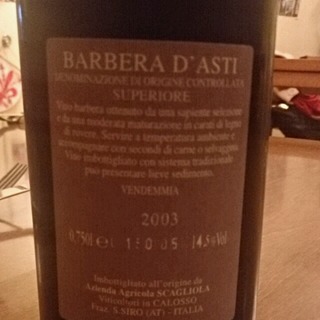 BARBERA D'ASTI
DENOMINAZIONE DI ORIGINE CONTROLLATA
SUPERIORE
Vino barbera ottenuto da una sapiente selezione
e da una moderata maturazione in carati di legno
di rovere. Servire a temperatura ambiente e
accompagnare con secondi di carne o selvaggina.
Vino imbottigliato con sistema tradizionale
può presentare lieve sedimento.
VENDEMMIA
2003
0,750l e 14,5%Vol
Imbottigliato all'origine da
Azienda Agricola SCAGLIOLA
Viticoltori in CALOSSO
Fraz. S.SIRO (AT) - ITALIA